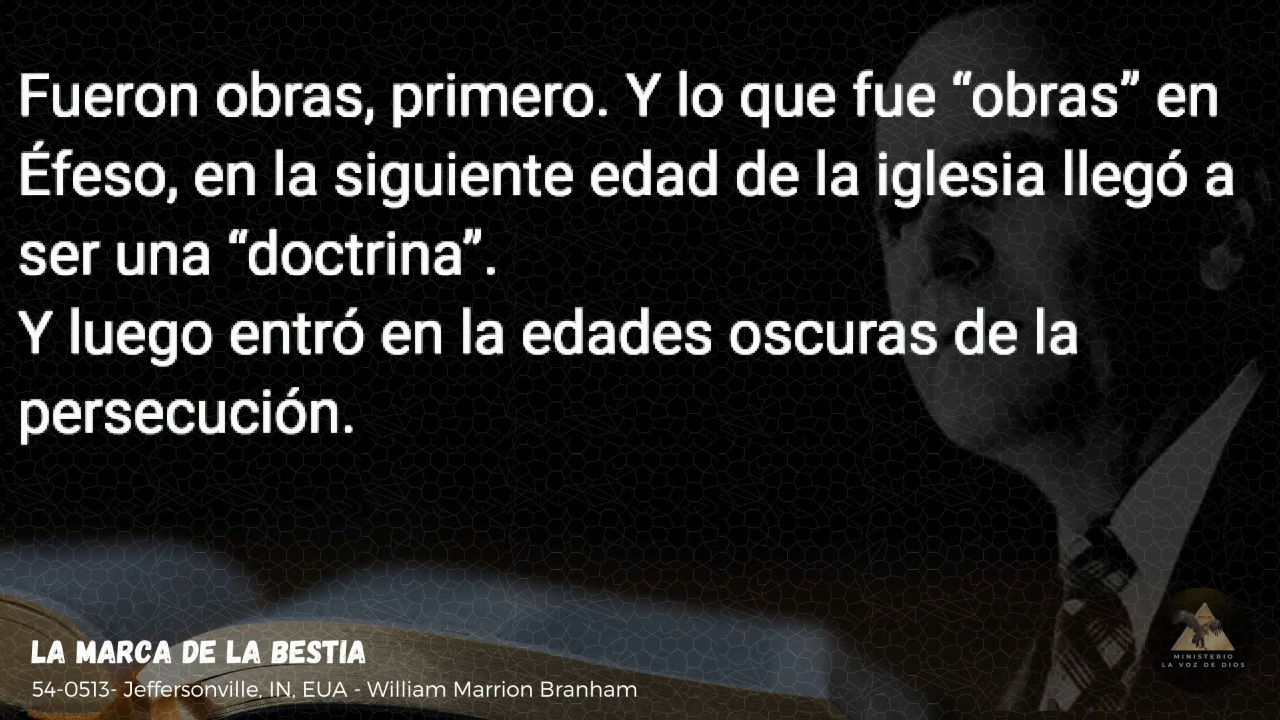 Fueron obras, primero. Y lo que fue “obras” en
Éfeso, en la siguiente edad de la iglesia llegó a
ser una “doctrina”.
Y luego entró en la edades oscuras de la
persecución.
LA MARCA DE LA BESTIA
54-0513- Jeffersonville, IN, EUA - William Marrion Branham
MINISTERIO
LA VOZ DE DIOS